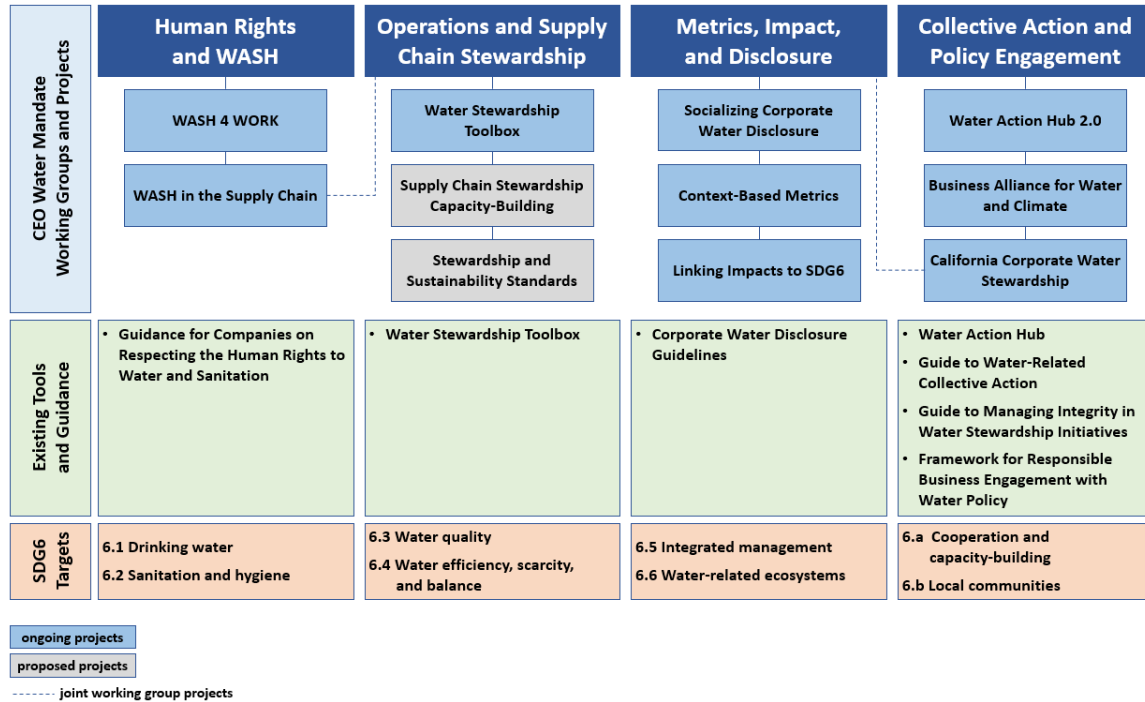 CEO Water Mandate
Working Groups and Projects
Human Rights
and WASH
WASH 4 WORK
WASH in the Supply Chain
Operations and Supply
Chain Stewardship
Water Stewardship
Toolbox
Supply Chain Stewardship
Capacity-Building
Stewardship and
Sustainability Standards
Metrics, Impact,
and Disclosure
Socializing Corporate
Water Disclosure
Context-Based Metrics
Linking Impacts to SDG6
Collective Action and
Policy Engagement
Water Action Hub 2.0
Business Alliance for Water
and Climate
California Corporate Water
Stewardship
Existing Tools
and Guidance
• Guidance for Companies on
Respecting the Human Rights to
Water and Sanitation
• Water Stewardship Toolbox
• Corporate Water Disclosure
Guidelines
• Water Action Hub
• Guide to Water-Related
Collective Action
• Guide to Managing Integrity in
Water Stewardship Initiatives
• Framework for Responsible
Business Engagement with
Water Policy
SDG6
Targets
6.1 Drinking water
6.2 Sanitation and hygiene
6.3 Water quality
6.4 Water efficiency, scarcity,
and balance
6.5 Integrated management
6.6 Water-related ecosystems
6.a Cooperation and
capacity-building
6.b Local communities
ongoing projects
proposed projects
joint working group projects